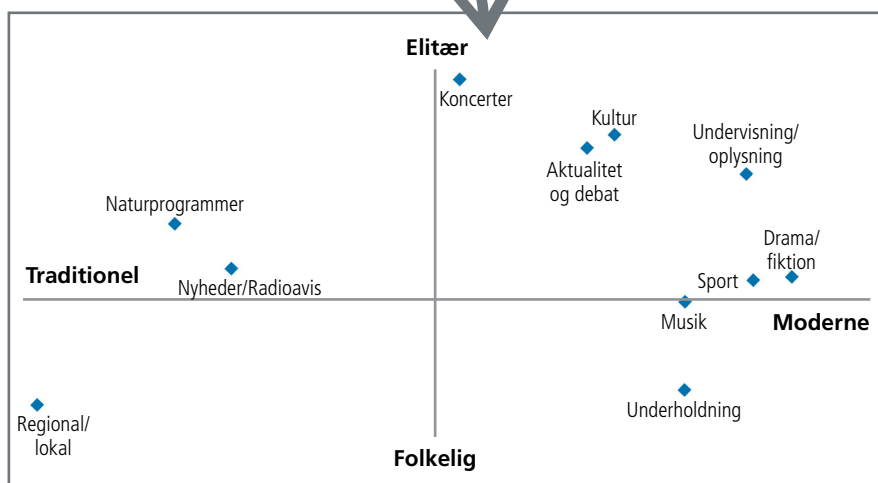 Elitær
Koncerter
Kultur
Aktualitet
og debat
Undervisning/
oplysning
Naturprogrammer
Nyheder/Radioavis
Traditionel
Drama/
fiktion
Sport
Musik
Moderne
Regional/
lokal
Underholdning
Folkelig